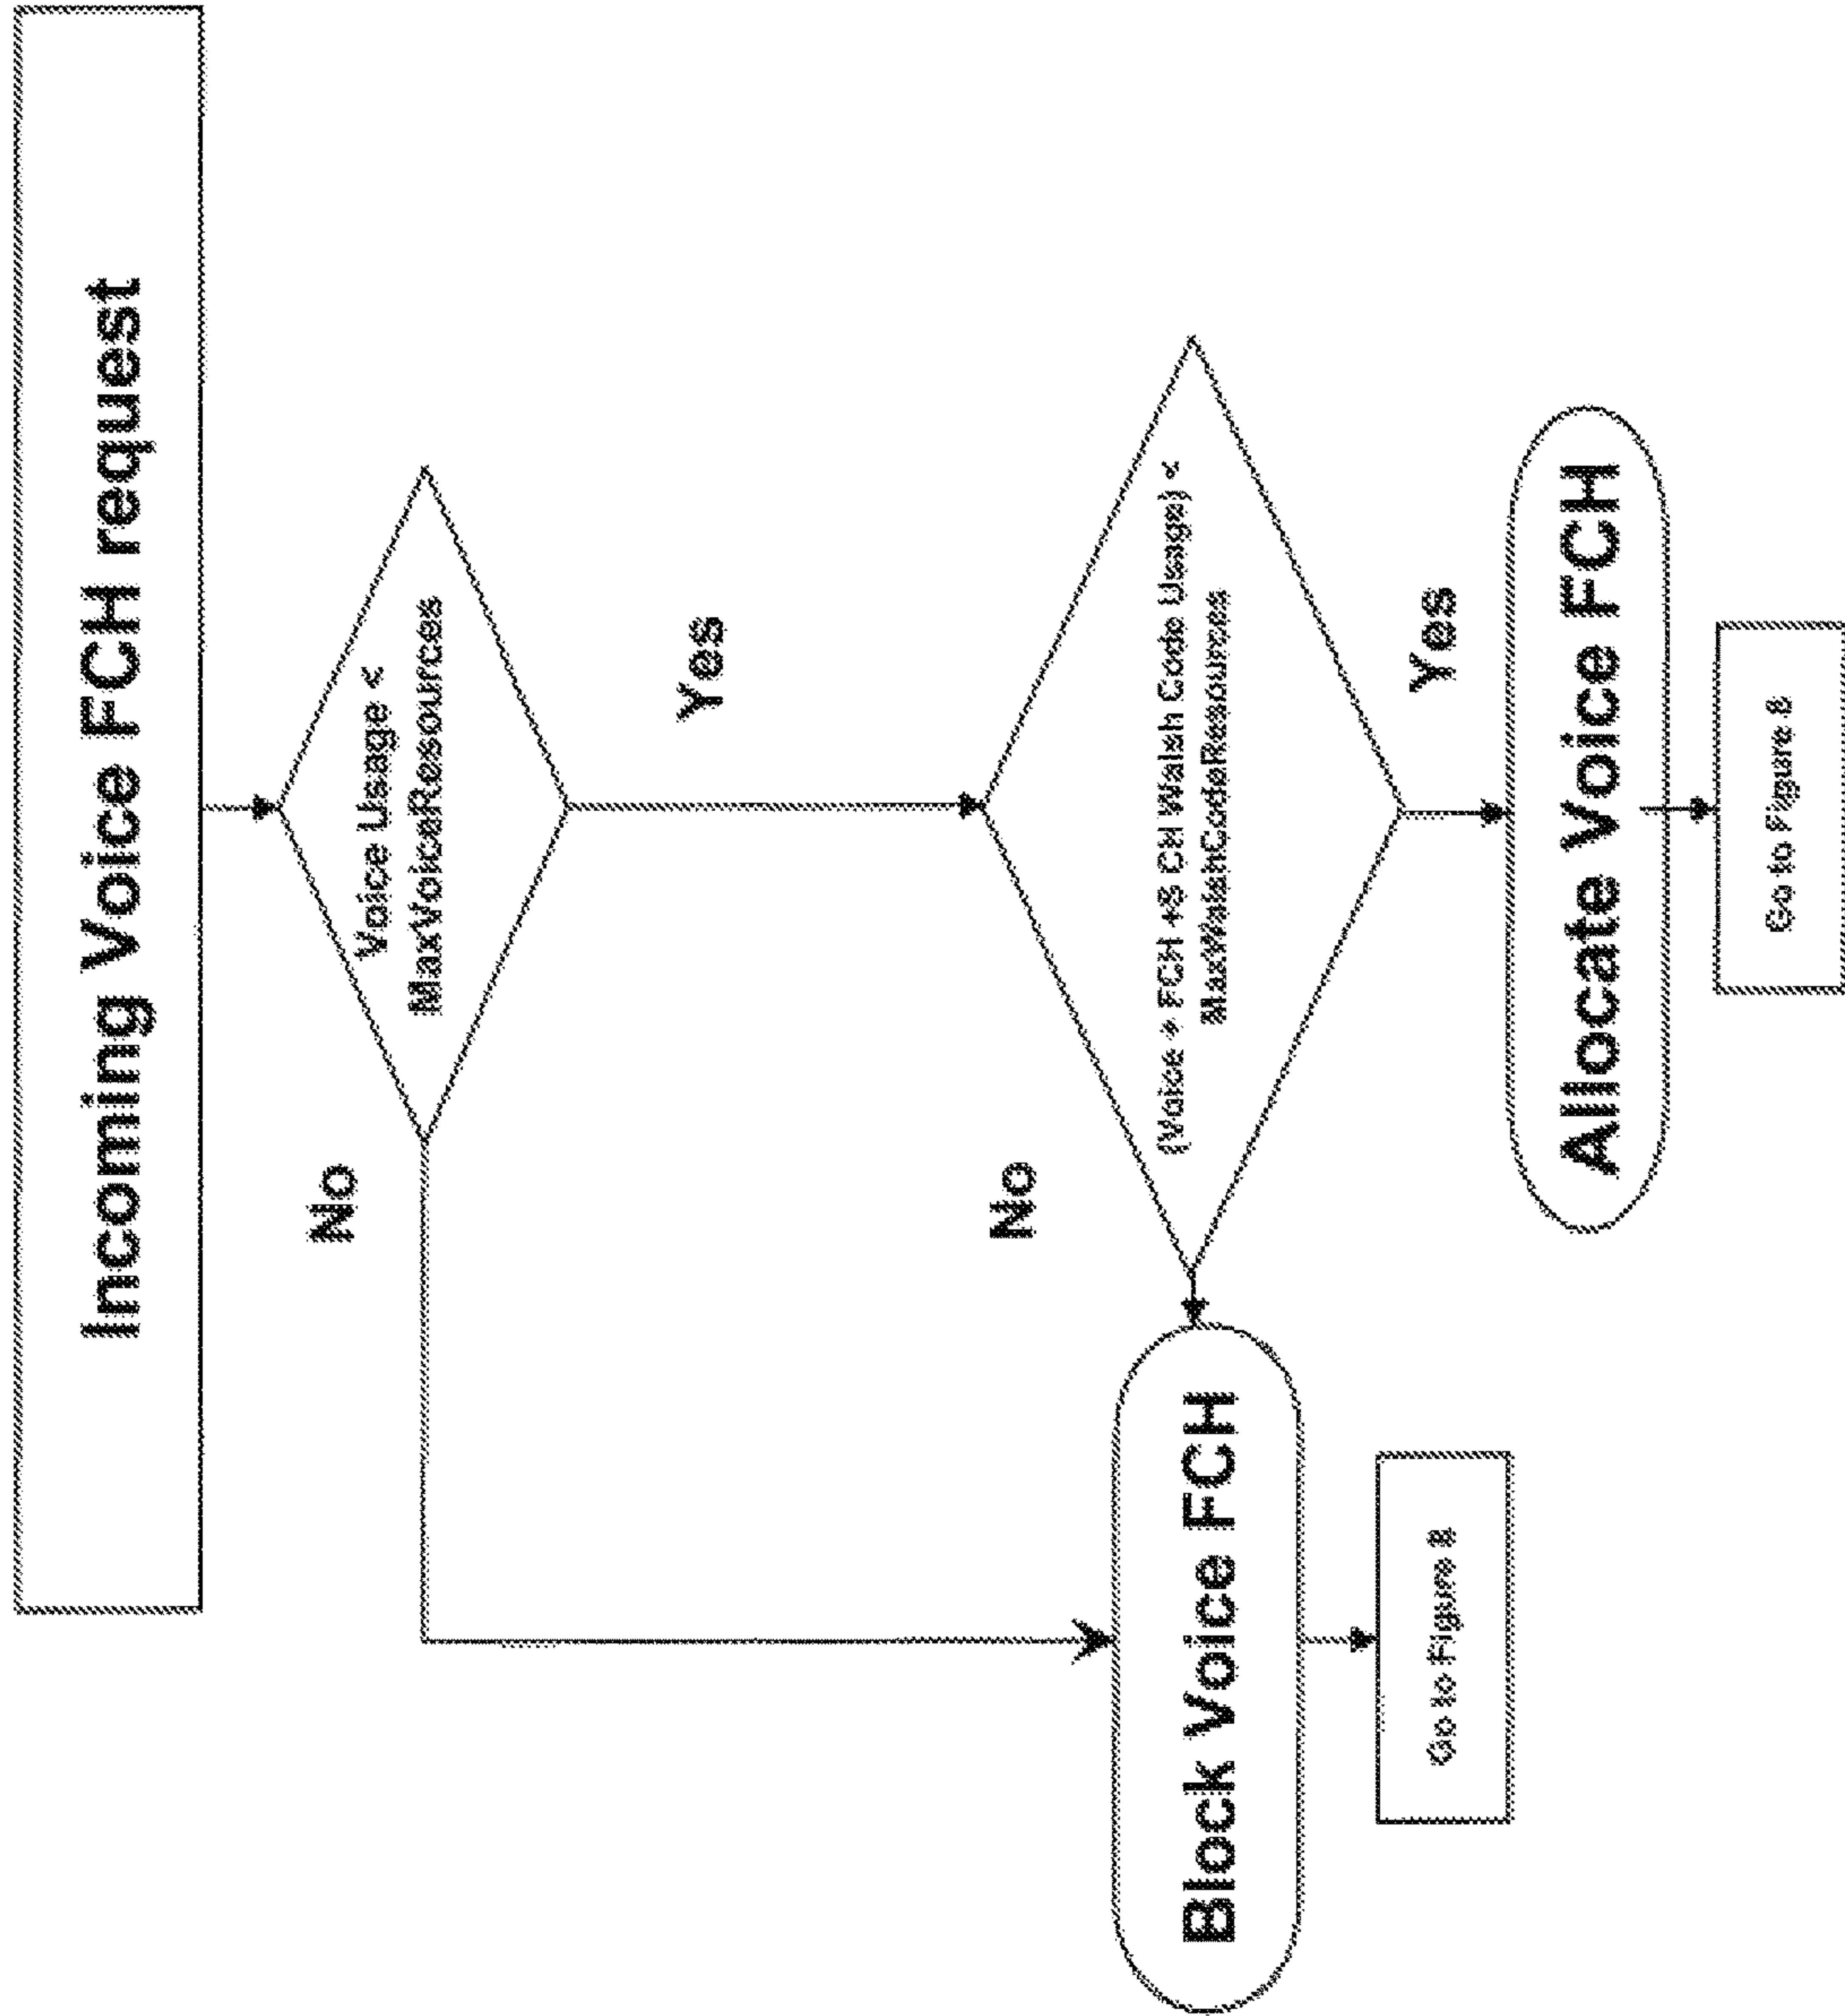 Incoming Voice FCH request
Voice Usage <
MaxVoiceResources
No
Yes
(Voice + FCH +S CH Walsh Code Usage) <
MaxWalshCodeResources
No
Yes
Block Voice FCH
Allocate Voice FCH
Go to Figure 8
Go to Figure 8